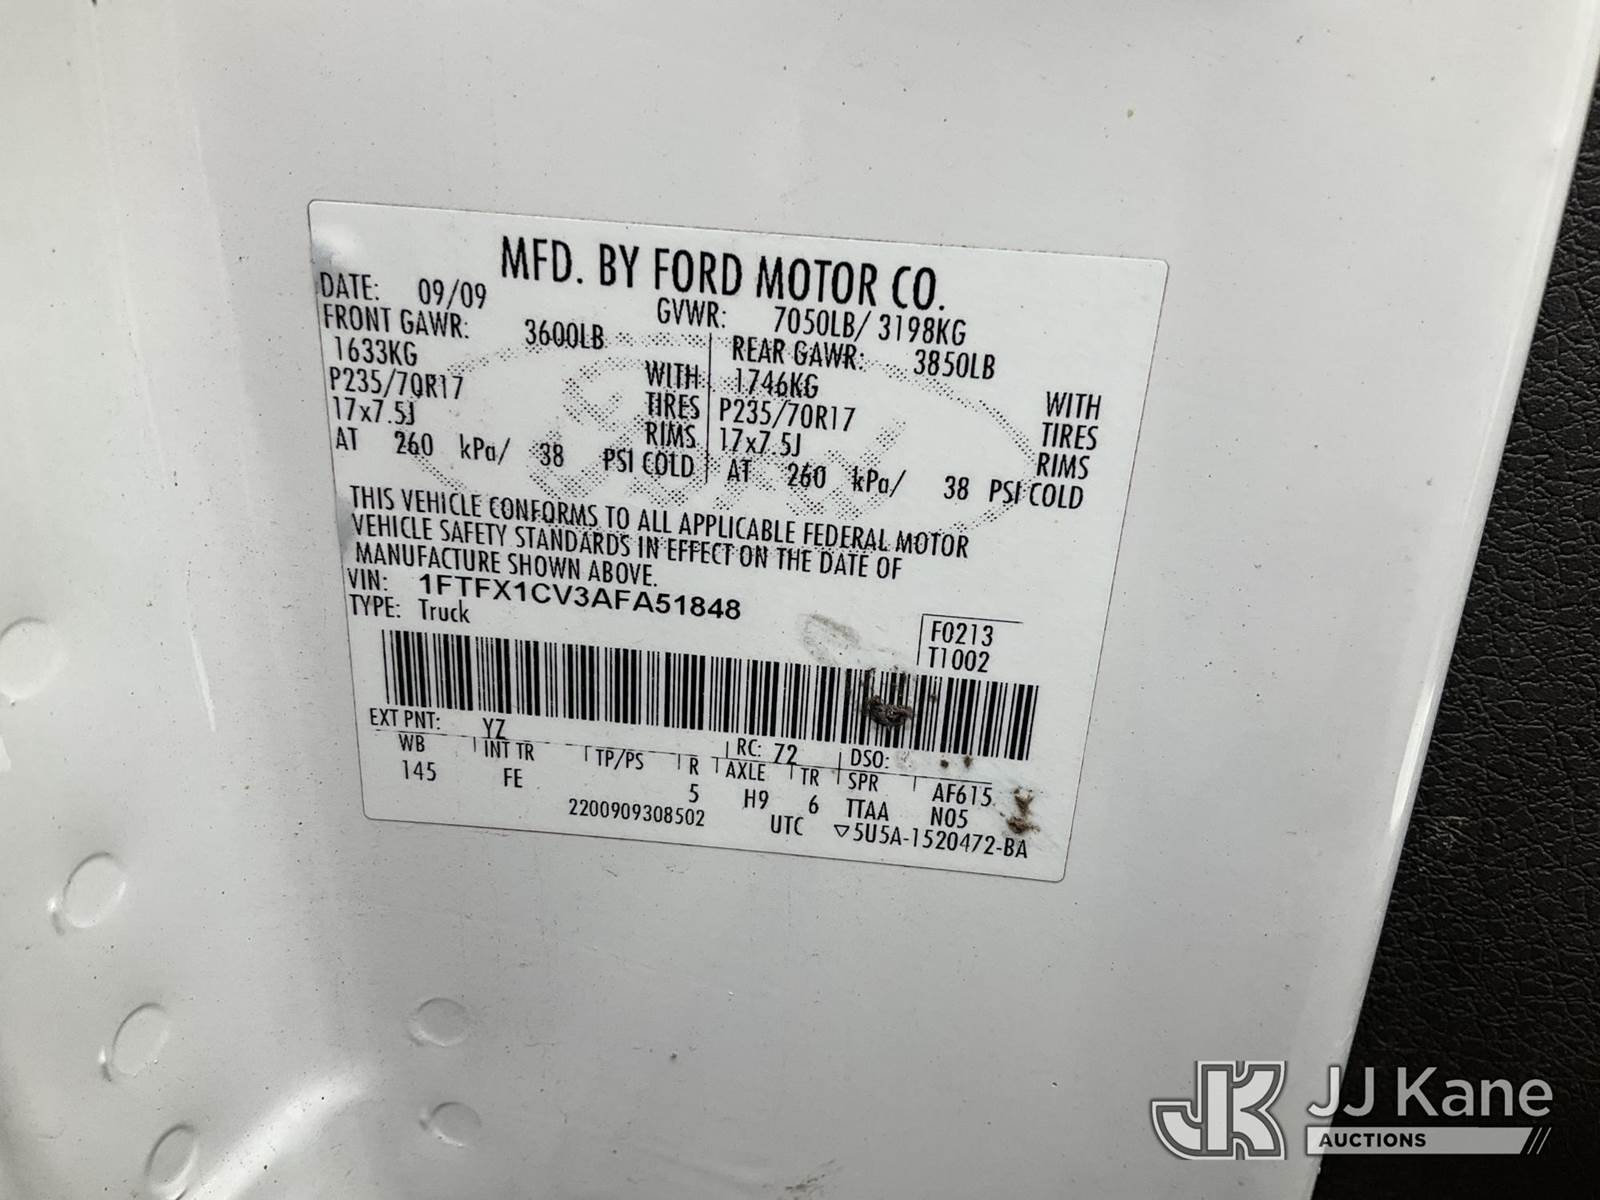 MFD. BY FORD MOTOR CO.
DATE: 09/09 GVWR: 7050LB/ 3198KG
FRONT GAWR: 3600LB REAR GAWR: 3850LB
1633KG WITH 1746KG WITH
P235/70R17 TIRES P235/70R17 TIRES
17x7.5J RIMS 17x7.5J RIMS
AT 260 kPa/ 38 PSI COLD AT 260 kPa/ 38 PSI COLD
THIS VEHICLE CONFORMS TO ALL APPLICABLE FEDERAL MOTOR
VEHICLE SAFETY STANDARDS IN EFFECT ON THE DATE OF
MANUFACTURE SHOWN ABOVE.
VIN: 1FTFX1CV3AFA51848
TYPE: Truck
F0213
T1002
EXT PNT: YZ RC: 72 DSO:
WB INT TR TP/PS R AXLE TR SPR AF615
145 FE 5 H9 6 TTAA N05
2200909308502 UTC ▽5U5A-1520472-BA
JK JJ Kane
AUCTIONS